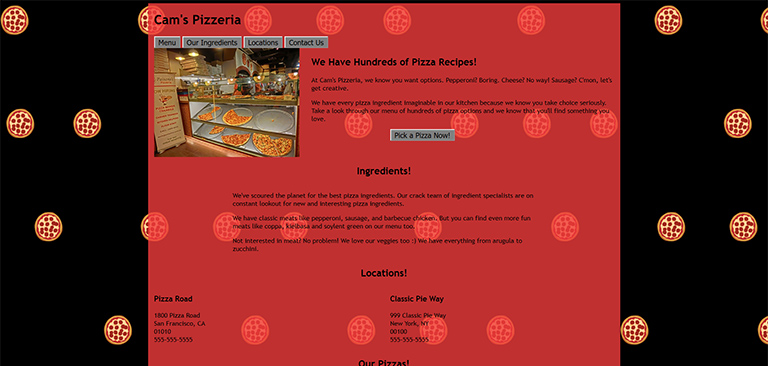 Cam's Pizzeria
Menu
Our Ingredients
Locations
Contact Us
We Have Hundreds of Pizza Recipes!
At Cam's Pizzeria, we know you want options. Pepperoni? Boring. Cheese? No way! Sausage? C'mon, let's
get creative.
We have every pizza ingredient imaginable in our kitchen because we know you take choice seriously.
Take a look through our menu of hundreds of pizza options and we know that you'll find something you
love.
Pick a Pizza Now!
Ingredients!
We've scoured the planet for the best pizza ingredients. Our crack team of ingredient specialists are on
constant lookout for new and interesting pizza ingredients.
We have classic meats like pepperoni, sausage, and barbecue chicken. But you can find even more fun
meats like coppa, kielbasa and soylent green on our menu too.
Not interested in meat? No problem! We love our veggies too :) We have everything from arugula to
zucchini.
Locations!
Pizza Road
1800 Pizza Road
San Francisco, CA
01010
555-555-5555
Classic Pie Way
999 Classic Pie Way
New York, NY
00100
555-555-5555
Our Pizzas!